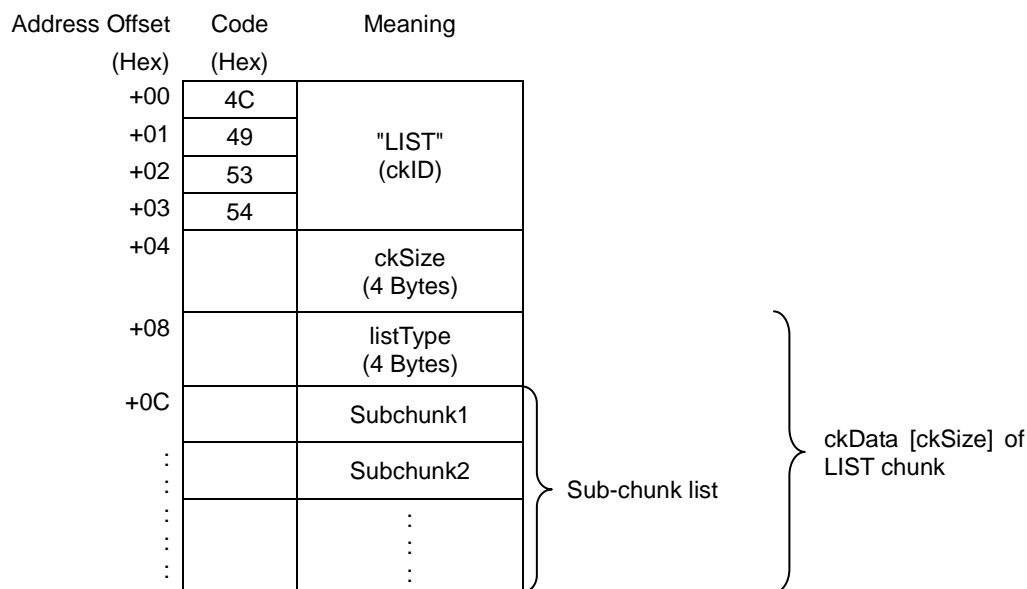 Address Offset Code Meaning
(Hex) (Hex)
+00 4C
+01 49 "LIST"
+02 53 (ckID)
+03 54
+04 ckSize
(4 Bytes)
+08 listType
(4 Bytes)
+0C Subchunk1
Subchunk2
Sub-chunk list
ckData [ckSize] of
LIST chunk